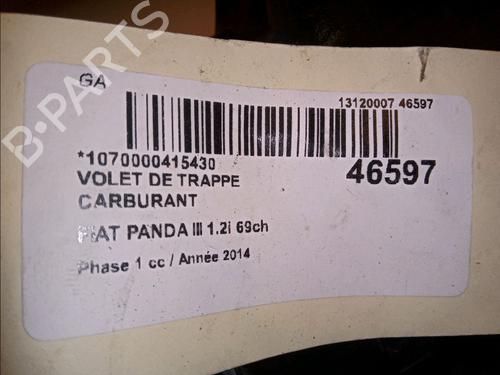 GA
13120007 46597
*1070000415430
46597
VOLET DE TRAPPE
CARBURANT
FIAT PANDA III 1.2i 69ch
Phase 1 cc / Année 2014
B-PARTS